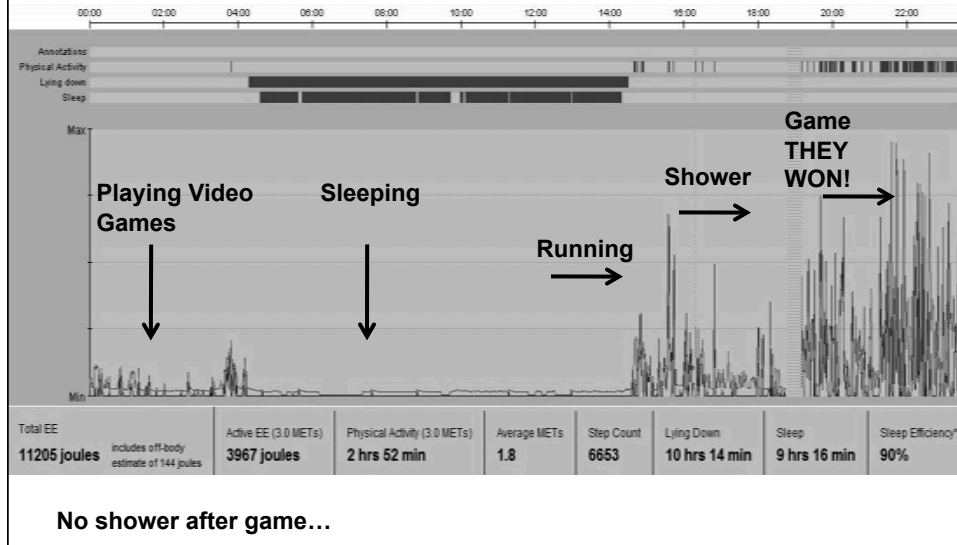 00:00 02:00 04:00 06:00 08:00 10:00 12:00 14:00 16:00 18:00 20:00 22:00
Annotations
Physical Activity
Lying down
Sleep
Max
Game
THEY
WON!
Shower
Playing Video
Games
Sleeping
Running
Min
Total EE
11205 joules
includes off-body
estimate of 144 joules
Active EE (3.0 METs)
3967 joules
Physical Activity (3.0 METs)
2 hrs 52 min
Average METs
1.8
Step Count
6653
Lying Down
10 hrs 14 min
Sleep
9 hrs 16 min
Sleep Efficiency*
90%
No shower after game…